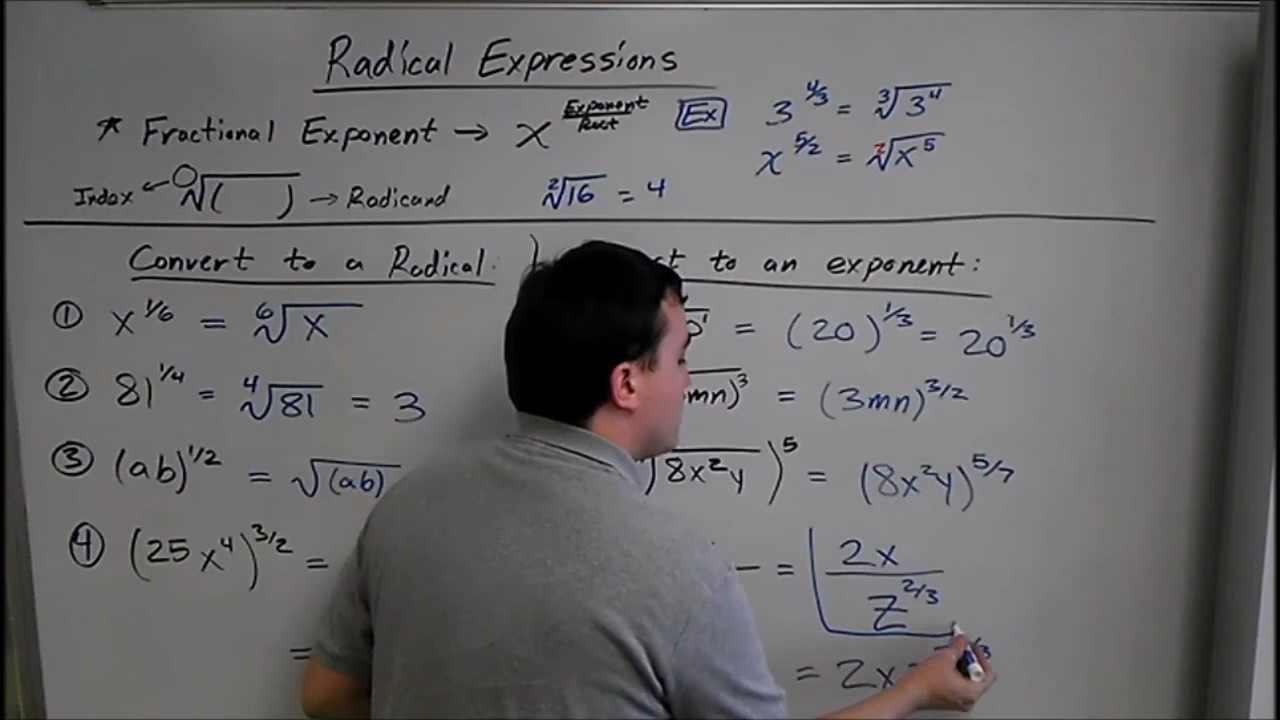 Radical Expressions
* Fractional Exponent → x^(Exponent/Root) Ex 3^(4/3) = ∛(3^4)
x^(5/2) = ²√(x^5)
Index ← √( ) → Radicand ²√16 = 4
Convert to a Radical: to an exponent:
① x^(1/6) = ⁶√x = (20)^(1/3) = 20^(1/3)
② 81^(1/4) = ⁴√81 = 3 mn)^3 = (3mn)^(3/2)
③ (ab)^(1/2) = √(ab) √(8x²y) )^5 = (8x²y)^(5/7)
④ (25x^4)^(3/2) = = 2x / z^(2/3)
= = 2x